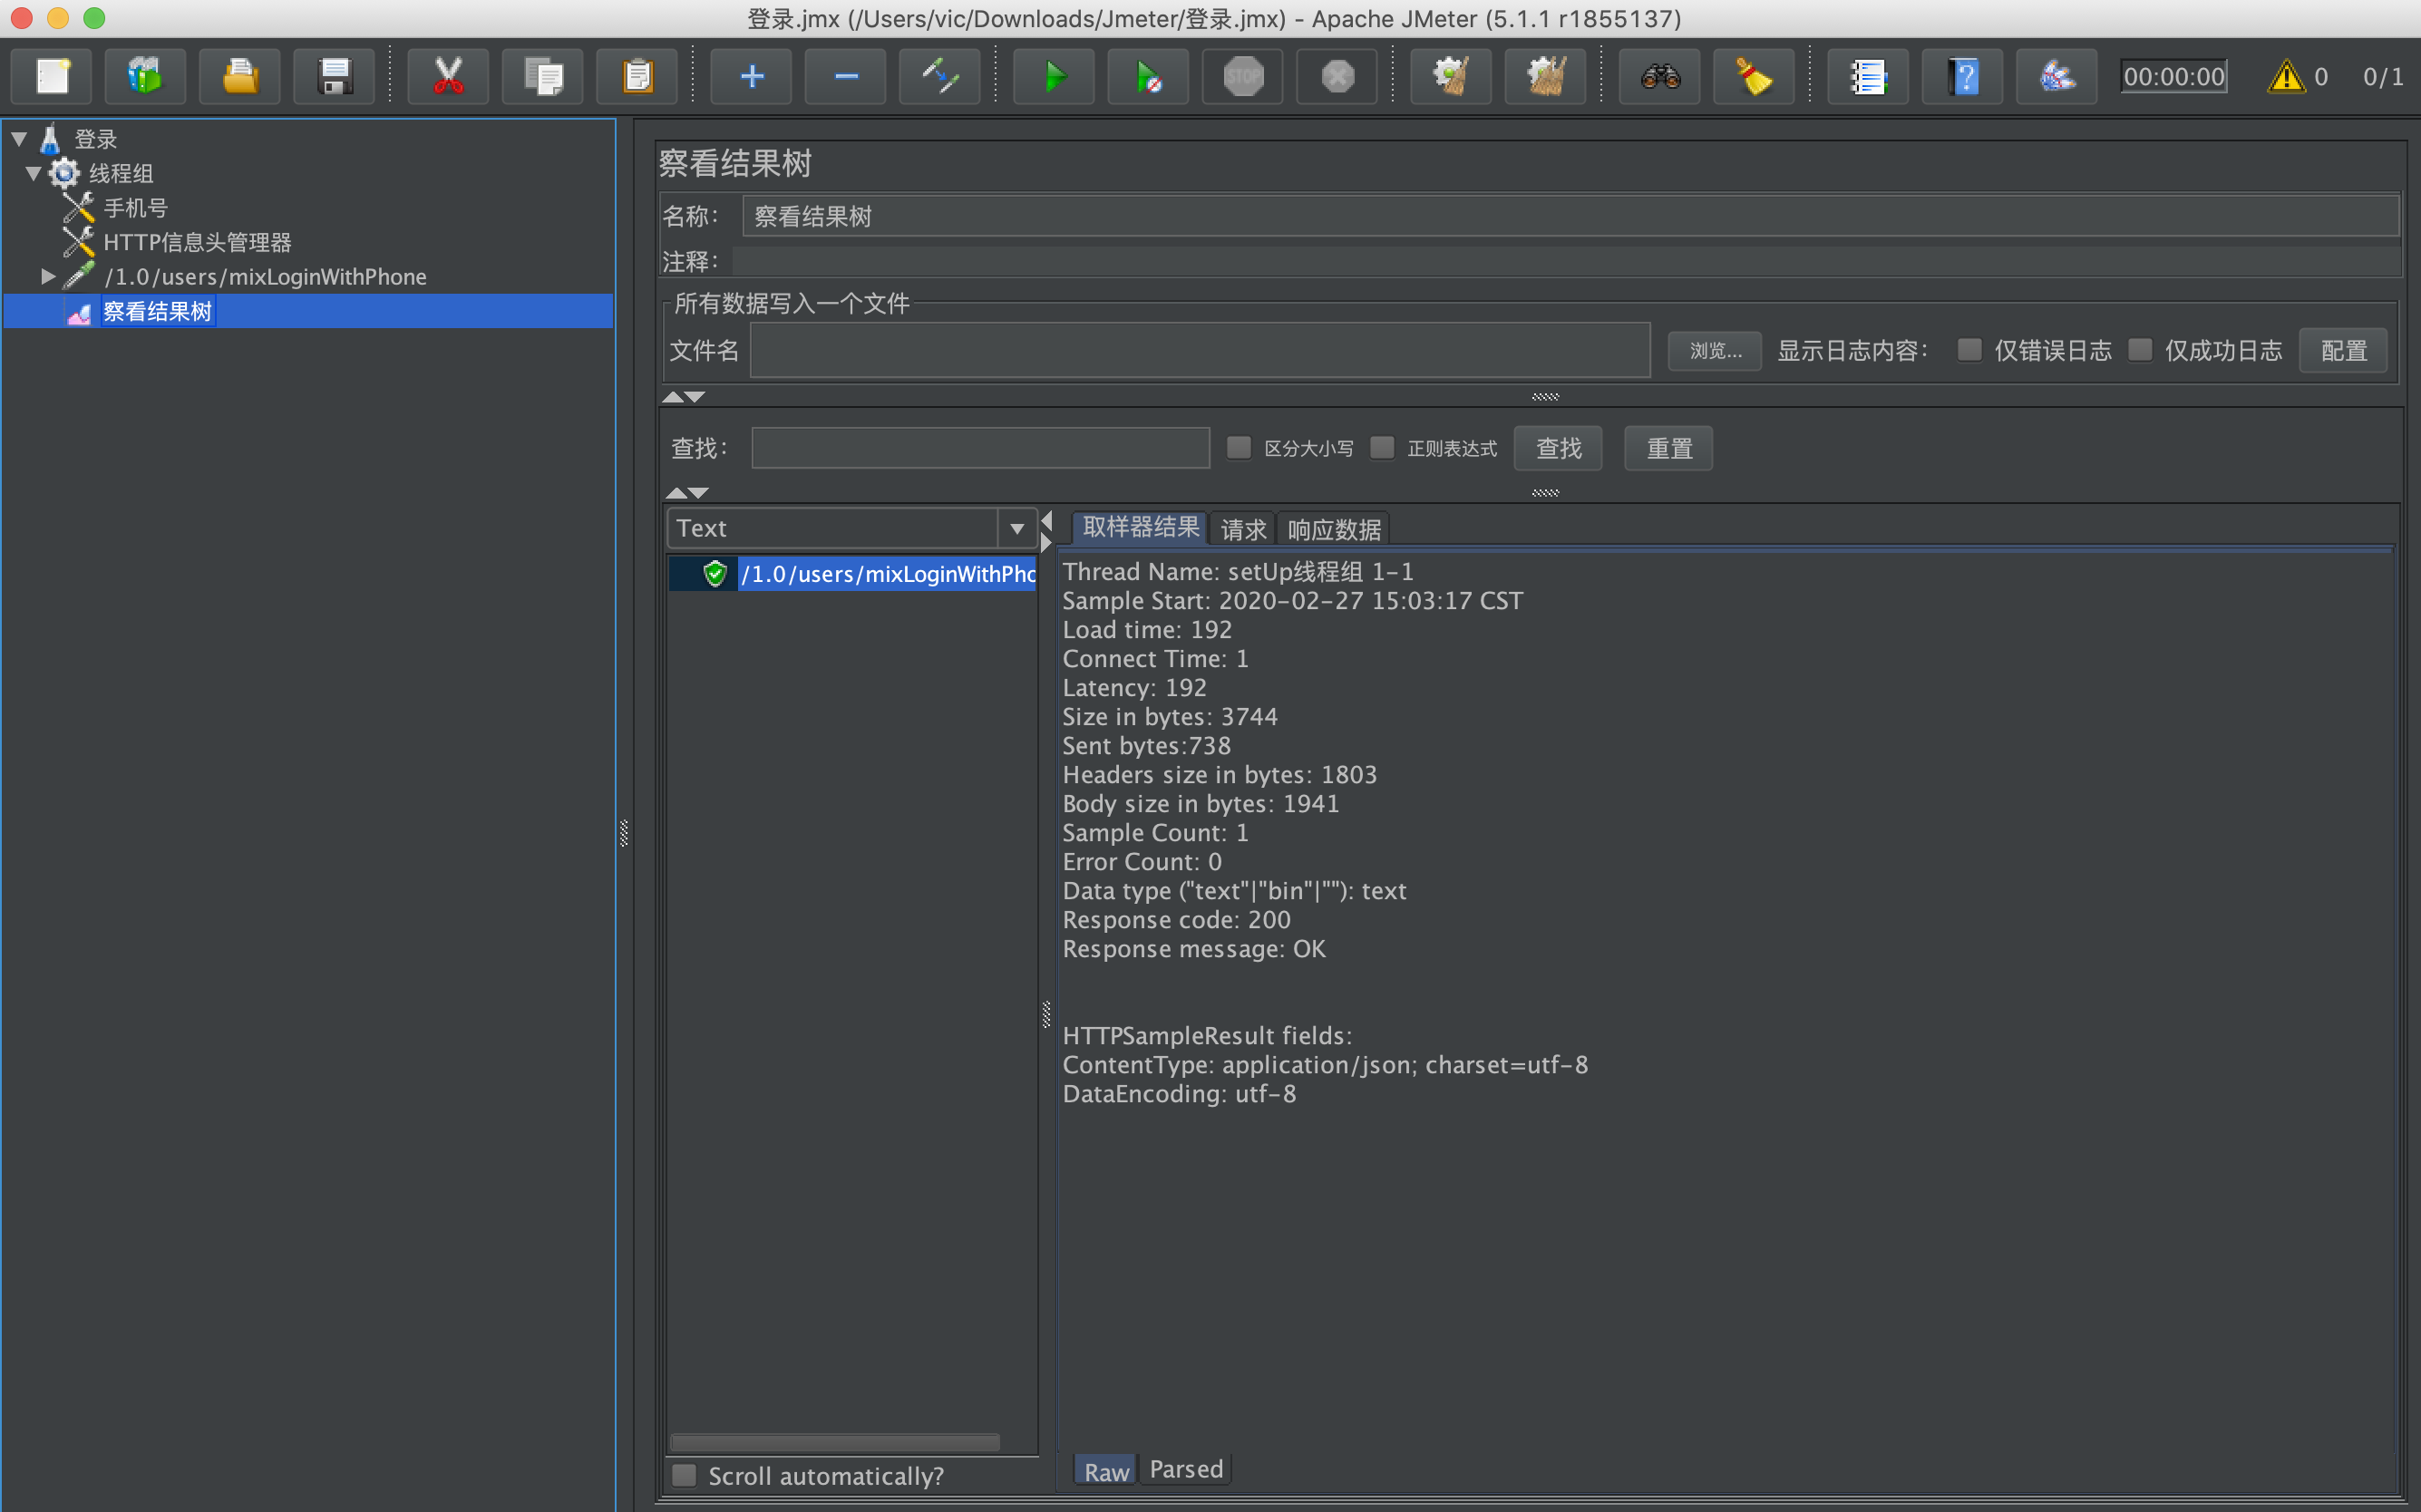 登录.jmx (/Users/vic/Downloads/Jmeter/登录.jmx) - Apache JMeter (5.1.1 r1855137)
STOP
00:00:00
0
0/1
登录
线程组
手机号
HTTP信息头管理器
/1.0/users/mixLoginWithPhone
察看结果树
察看结果树
名称： 察看结果树
注释：
所有数据写入一个文件
文件名 浏览... 显示日志内容： 仅错误日志 仅成功日志 配置
查找： 区分大小写 正则表达式 查找 重置
Text
/1.0/users/mixLoginWithPho
Scroll automatically?
取样器结果 请求 响应数据
Thread Name: setUp线程组 1-1
Sample Start: 2020-02-27 15:03:17 CST
Load time: 192
Connect Time: 1
Latency: 192
Size in bytes: 3744
Sent bytes:738
Headers size in bytes: 1803
Body size in bytes: 1941
Sample Count: 1
Error Count: 0
Data type ("text"|"bin"|""): text
Response code: 200
Response message: OK
HTTPSampleResult fields:
ContentType: application/json; charset=utf-8
DataEncoding: utf-8
Raw Parsed